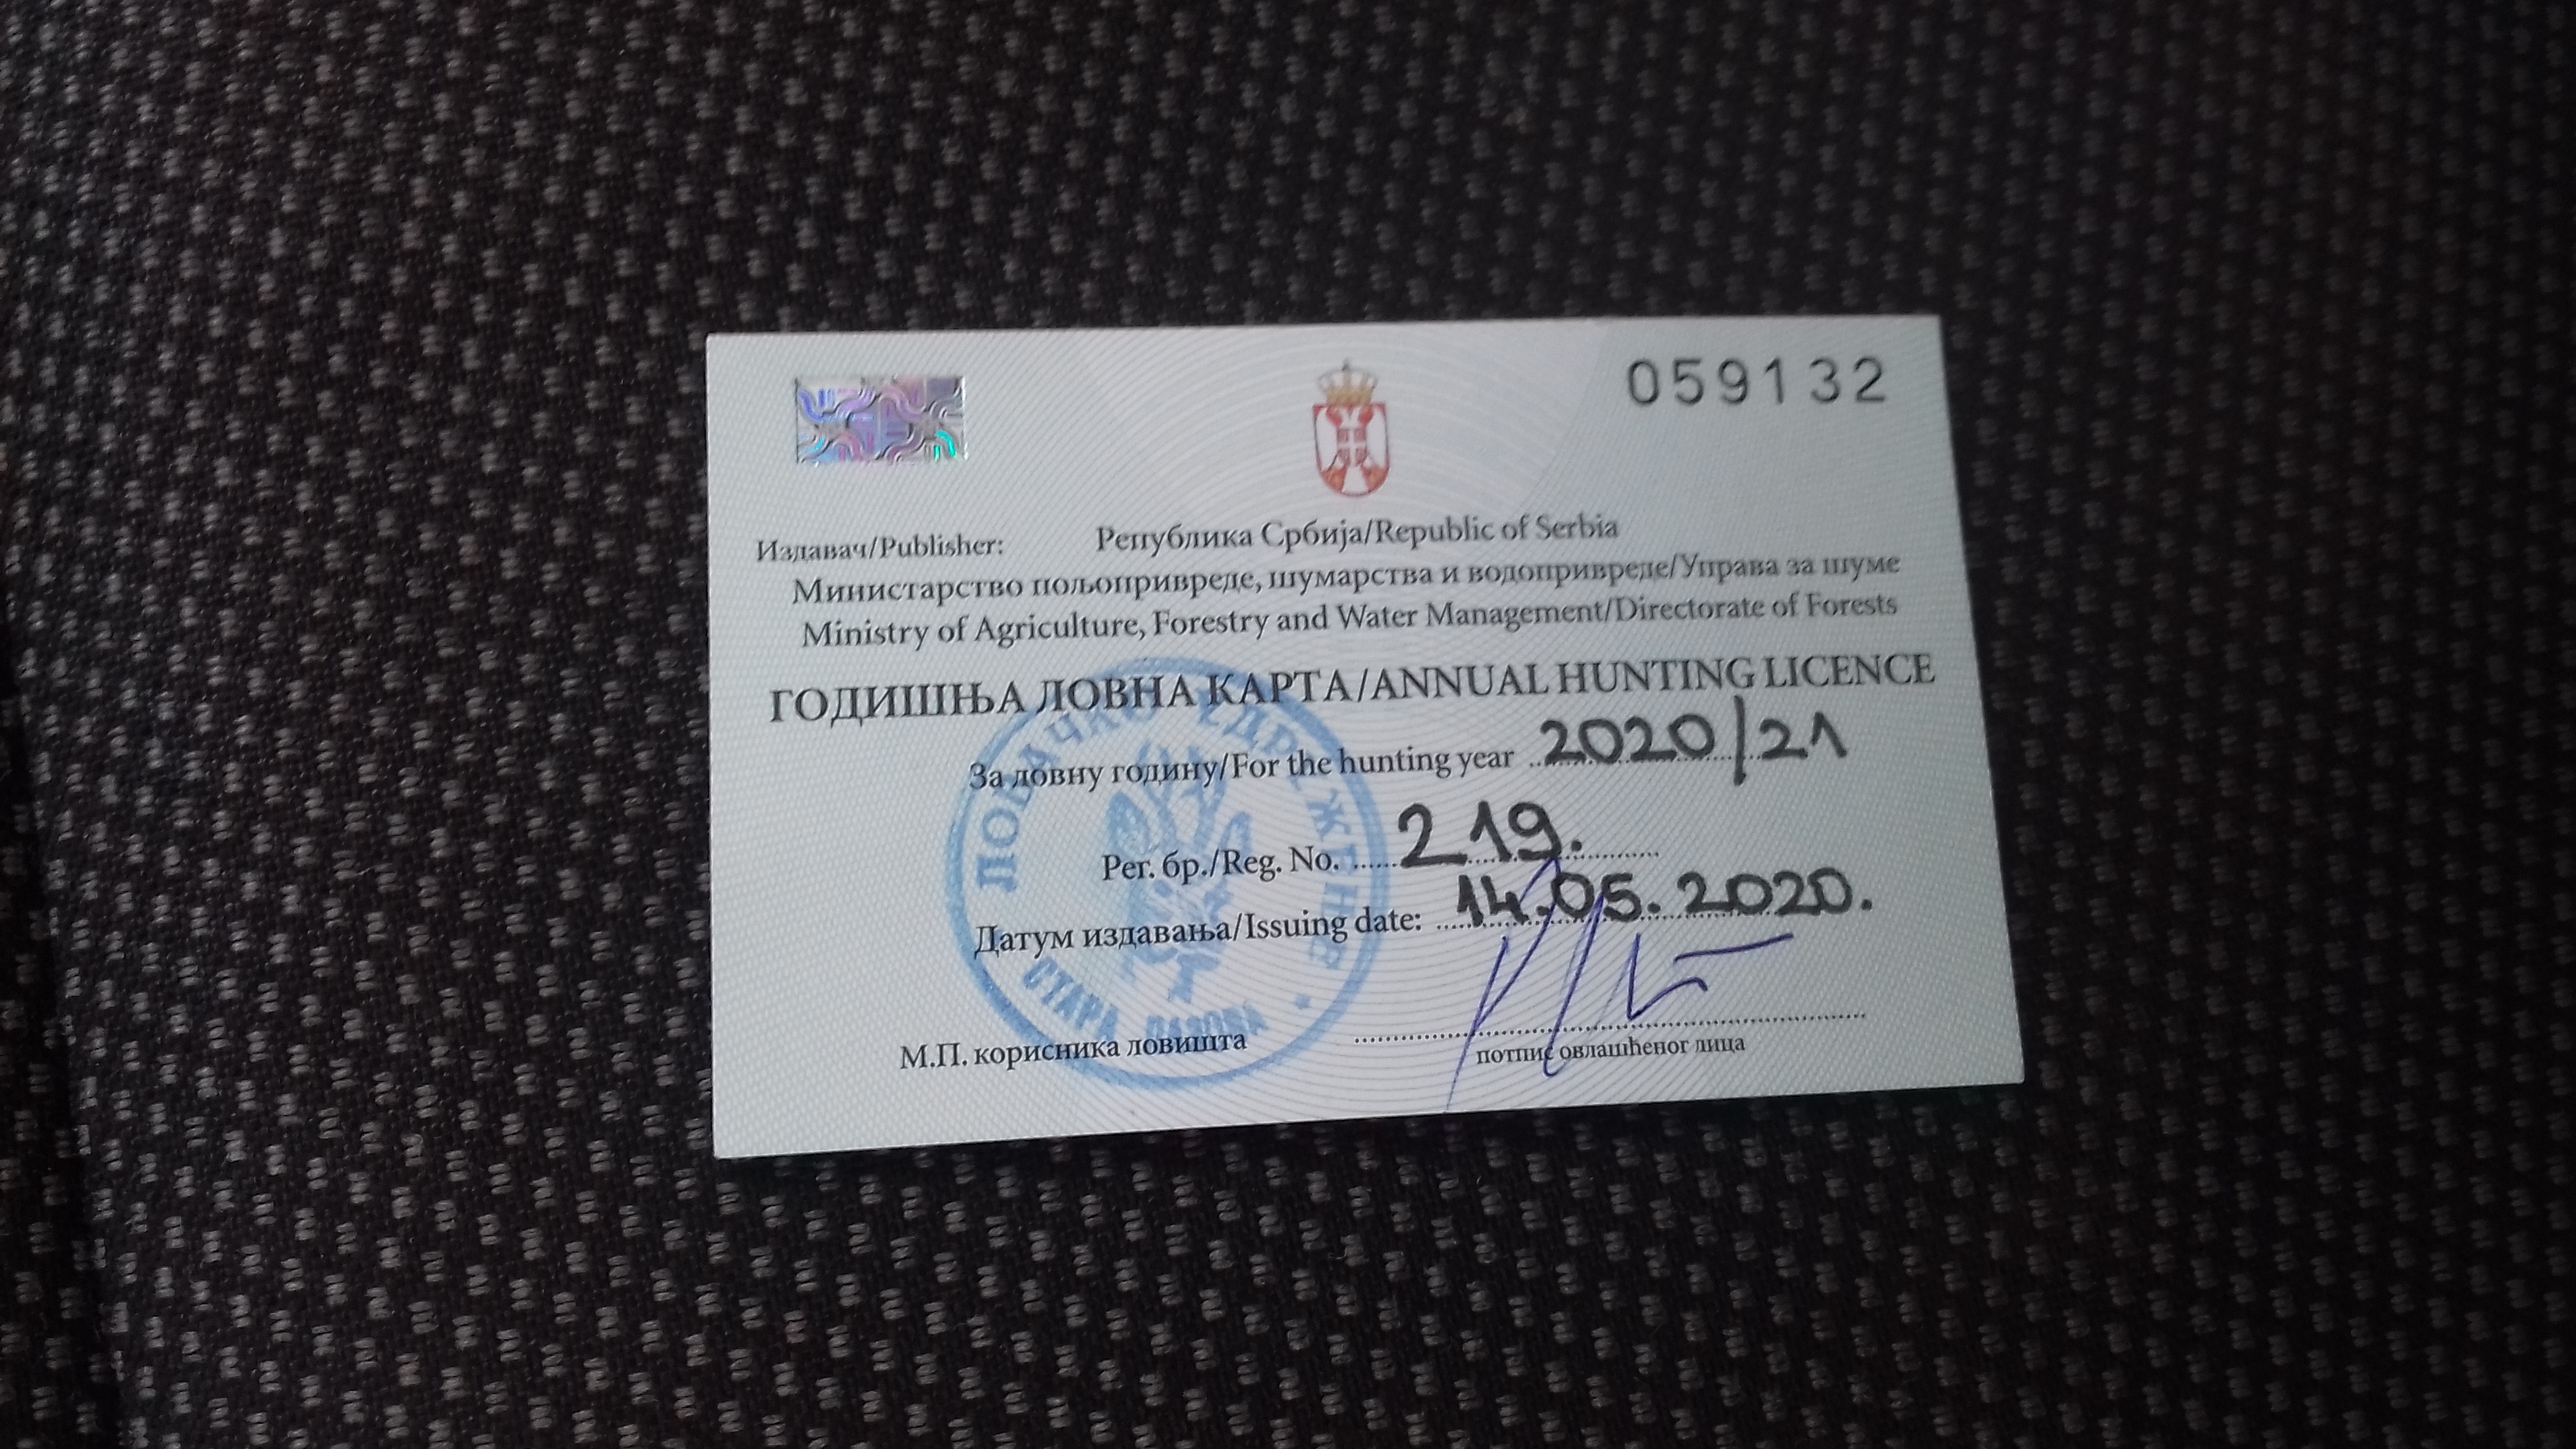 059132
Издавач/Publisher: Република Србија/Republic of Serbia
Министарство пољопривреде, шумарства и водопривреде/Управа за шуме
Ministry of Agriculture, Forestry and Water Management/Directorate of Forests
ГОДИШЊА ЛОВНА КАРТА/ANNUAL HUNTING LICENCE
За ловну годину/For the hunting year 2020/21
Рег. бр./Reg. No. 219.
Датум издавања/Issuing date: 14.05.2020.
М.П. корисника ловишта
потпис овлашћеног лица
ЛОВАЧКО УДРУЖЕЊЕ
СТАРА ПАЗОВА